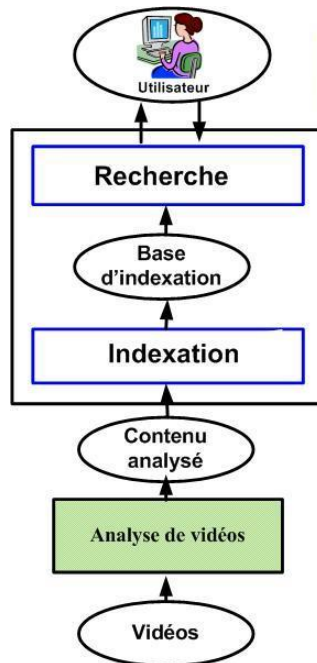 Utilisateur
Recherche
Base
d'indexation
Indexation
Contenu
analysé
Analyse de vidéos
Vidéos